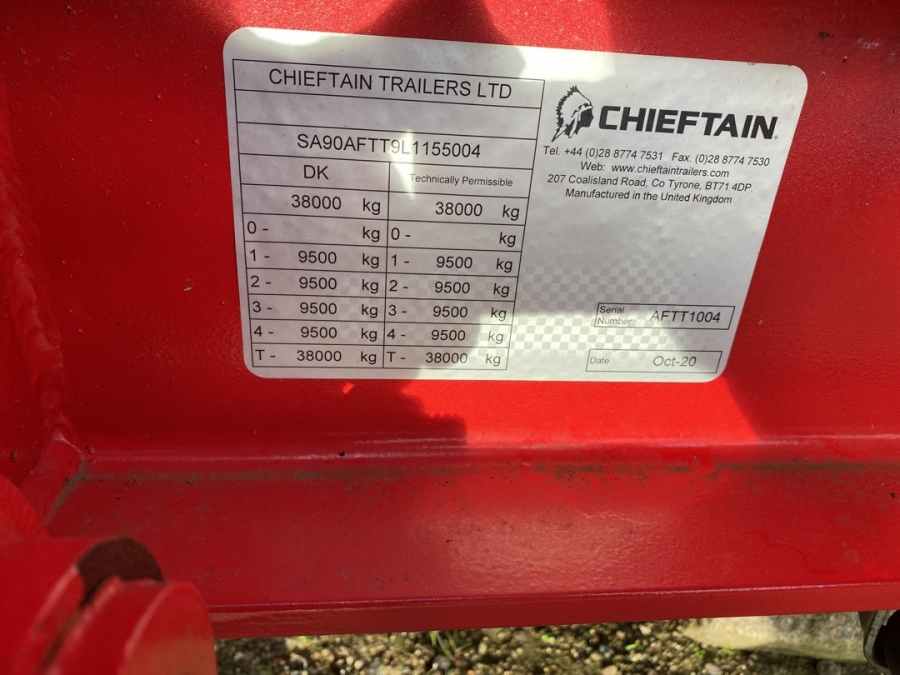 CHIEFTAIN TRAILERS LTD
SA90AFTT9L1155004
DK Technically Permissible
38000 kg 38000 kg
0 - kg 0 - kg
1 - 9500 kg 1 - 9500 kg
2 - 9500 kg 2 - 9500 kg
3 - 9500 kg 3 - 9500 kg
4 - 9500 kg 4 - 9500 kg
T - 38000 kg T - 38000 kg
CHIEFTAIN
Tel. +44 (0)28 8774 7531 Fax. (0)28 8774 7530
Web: www.chieftaintrailers.com
207 Coalisland Road, Co Tyrone, BT71 4DP
Manufactured in the United Kingdom
Serial Number AFTT1004
Date Oct-20